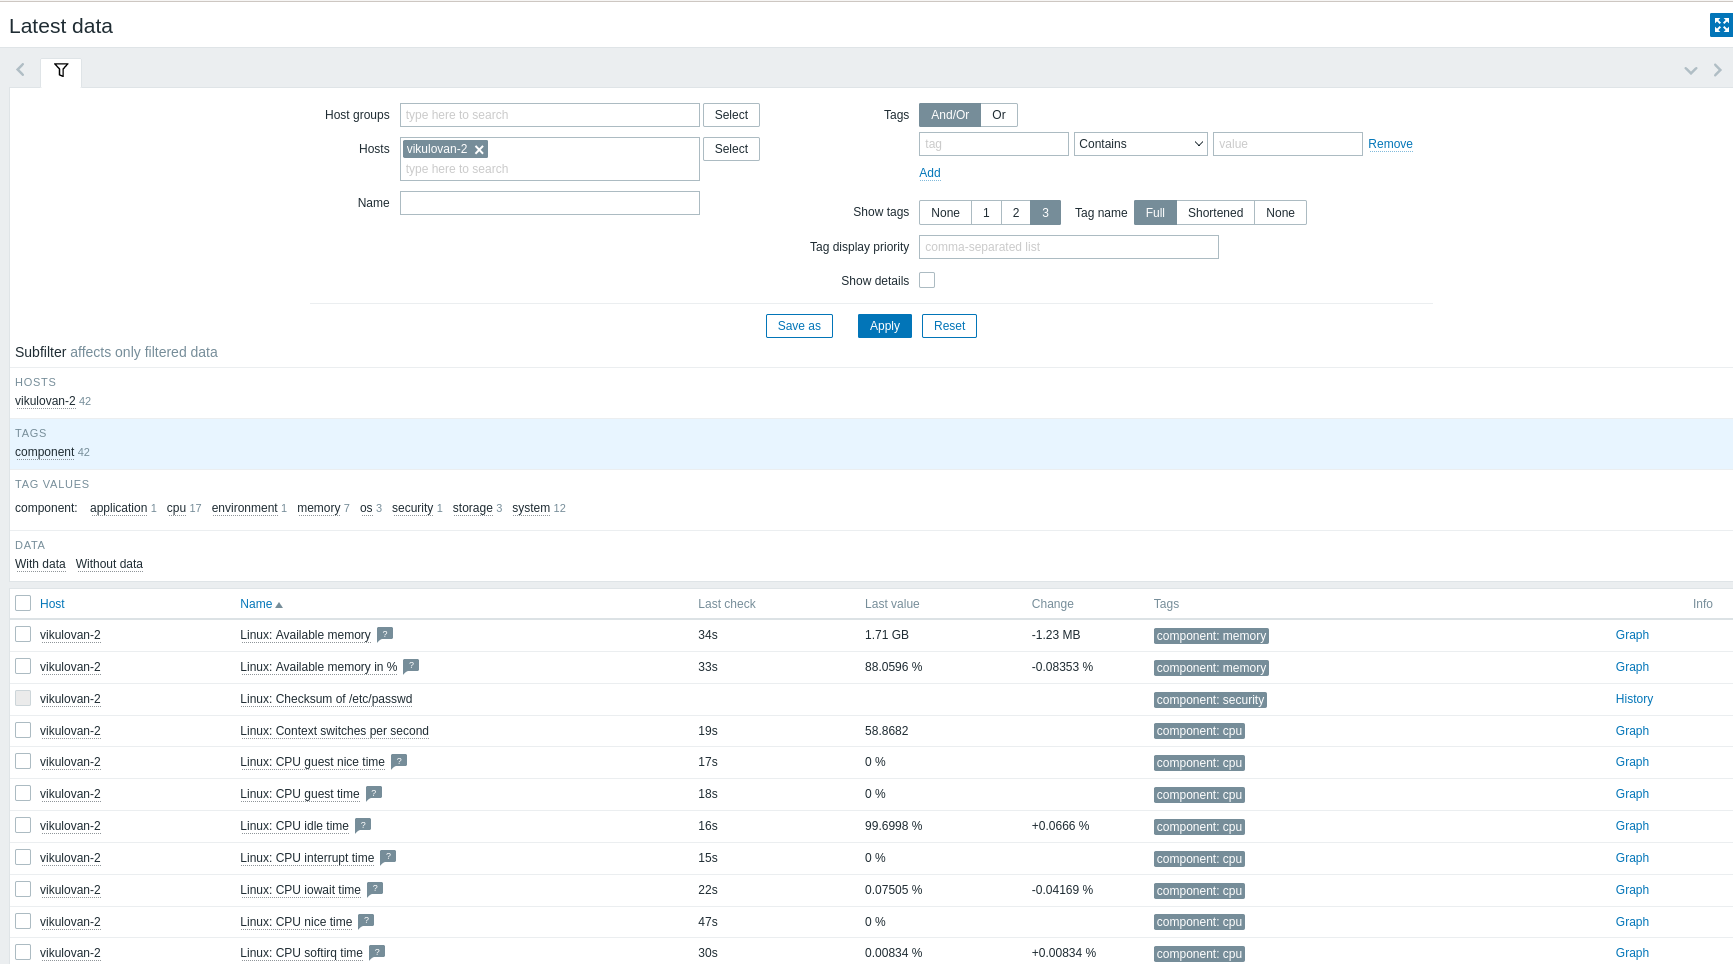 Latest data
Host groups type here to search Select Tags And/Or Or
Hosts vikulovan-2 Select tag Contains value Remove
type here to search
Add
Name
Show tags None 1 2 3 Tag name Full Shortened None
Tag display priority comma-separated list
Show details
Save as Apply Reset
Subfilter affects only filtered data
HOSTS
vikulovan-2 42
TAGS
component 42
TAG VALUES
component: application 1 cpu 17 environment 1 memory 7 os 3 security 1 storage 3 system 12
DATA
With data Without data
Host Name Last check Last value Change Tags Info
vikulovan-2 Linux: Available memory ? 34s 1.71 GB -1.23 MB component: memory Graph
vikulovan-2 Linux: Available memory in % ? 33s 88.0596 % -0.08353 % component: memory Graph
vikulovan-2 Linux: Checksum of /etc/passwd component: security History
vikulovan-2 Linux: Context switches per second 19s 58.8682 component: cpu Graph
vikulovan-2 Linux: CPU guest nice time ? 17s 0 % component: cpu Graph
vikulovan-2 Linux: CPU guest time ? 18s 0 % component: cpu Graph
vikulovan-2 Linux: CPU idle time ? 16s 99.6998 % +0.0666 % component: cpu Graph
vikulovan-2 Linux: CPU interrupt time ? 15s 0 % component: cpu Graph
vikulovan-2 Linux: CPU iowait time ? 22s 0.07505 % -0.04169 % component: cpu Graph
vikulovan-2 Linux: CPU nice time ? 47s 0 % component: cpu Graph
vikulovan-2 Linux: CPU softirq time ? 30s 0.00834 % +0.00834 % component: cpu Graph